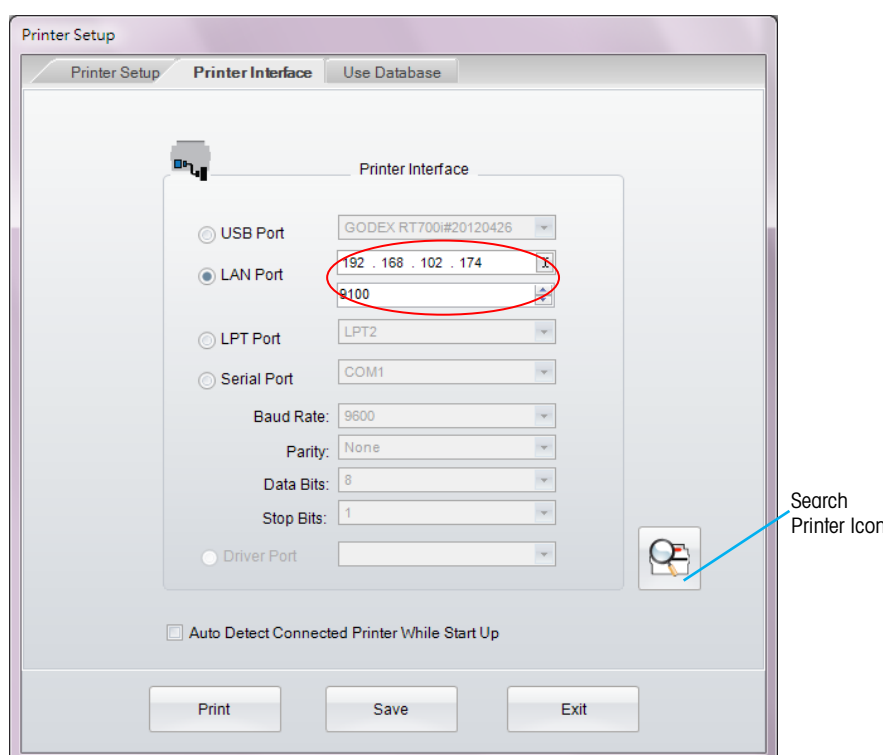 Printer Setup
Printer Setup Printer Interface Use Database
Printer Interface
USB Port GODEX RT700i#20120426
LAN Port 192 . 168 . 102 . 174
9100
LPT Port LPT2
Serial Port COM1
Baud Rate: 9600
Parity: None
Data Bits: 8
Stop Bits: 1
Driver Port
Search
Printer Icon
Auto Detect Connected Printer While Start Up
Print Save Exit